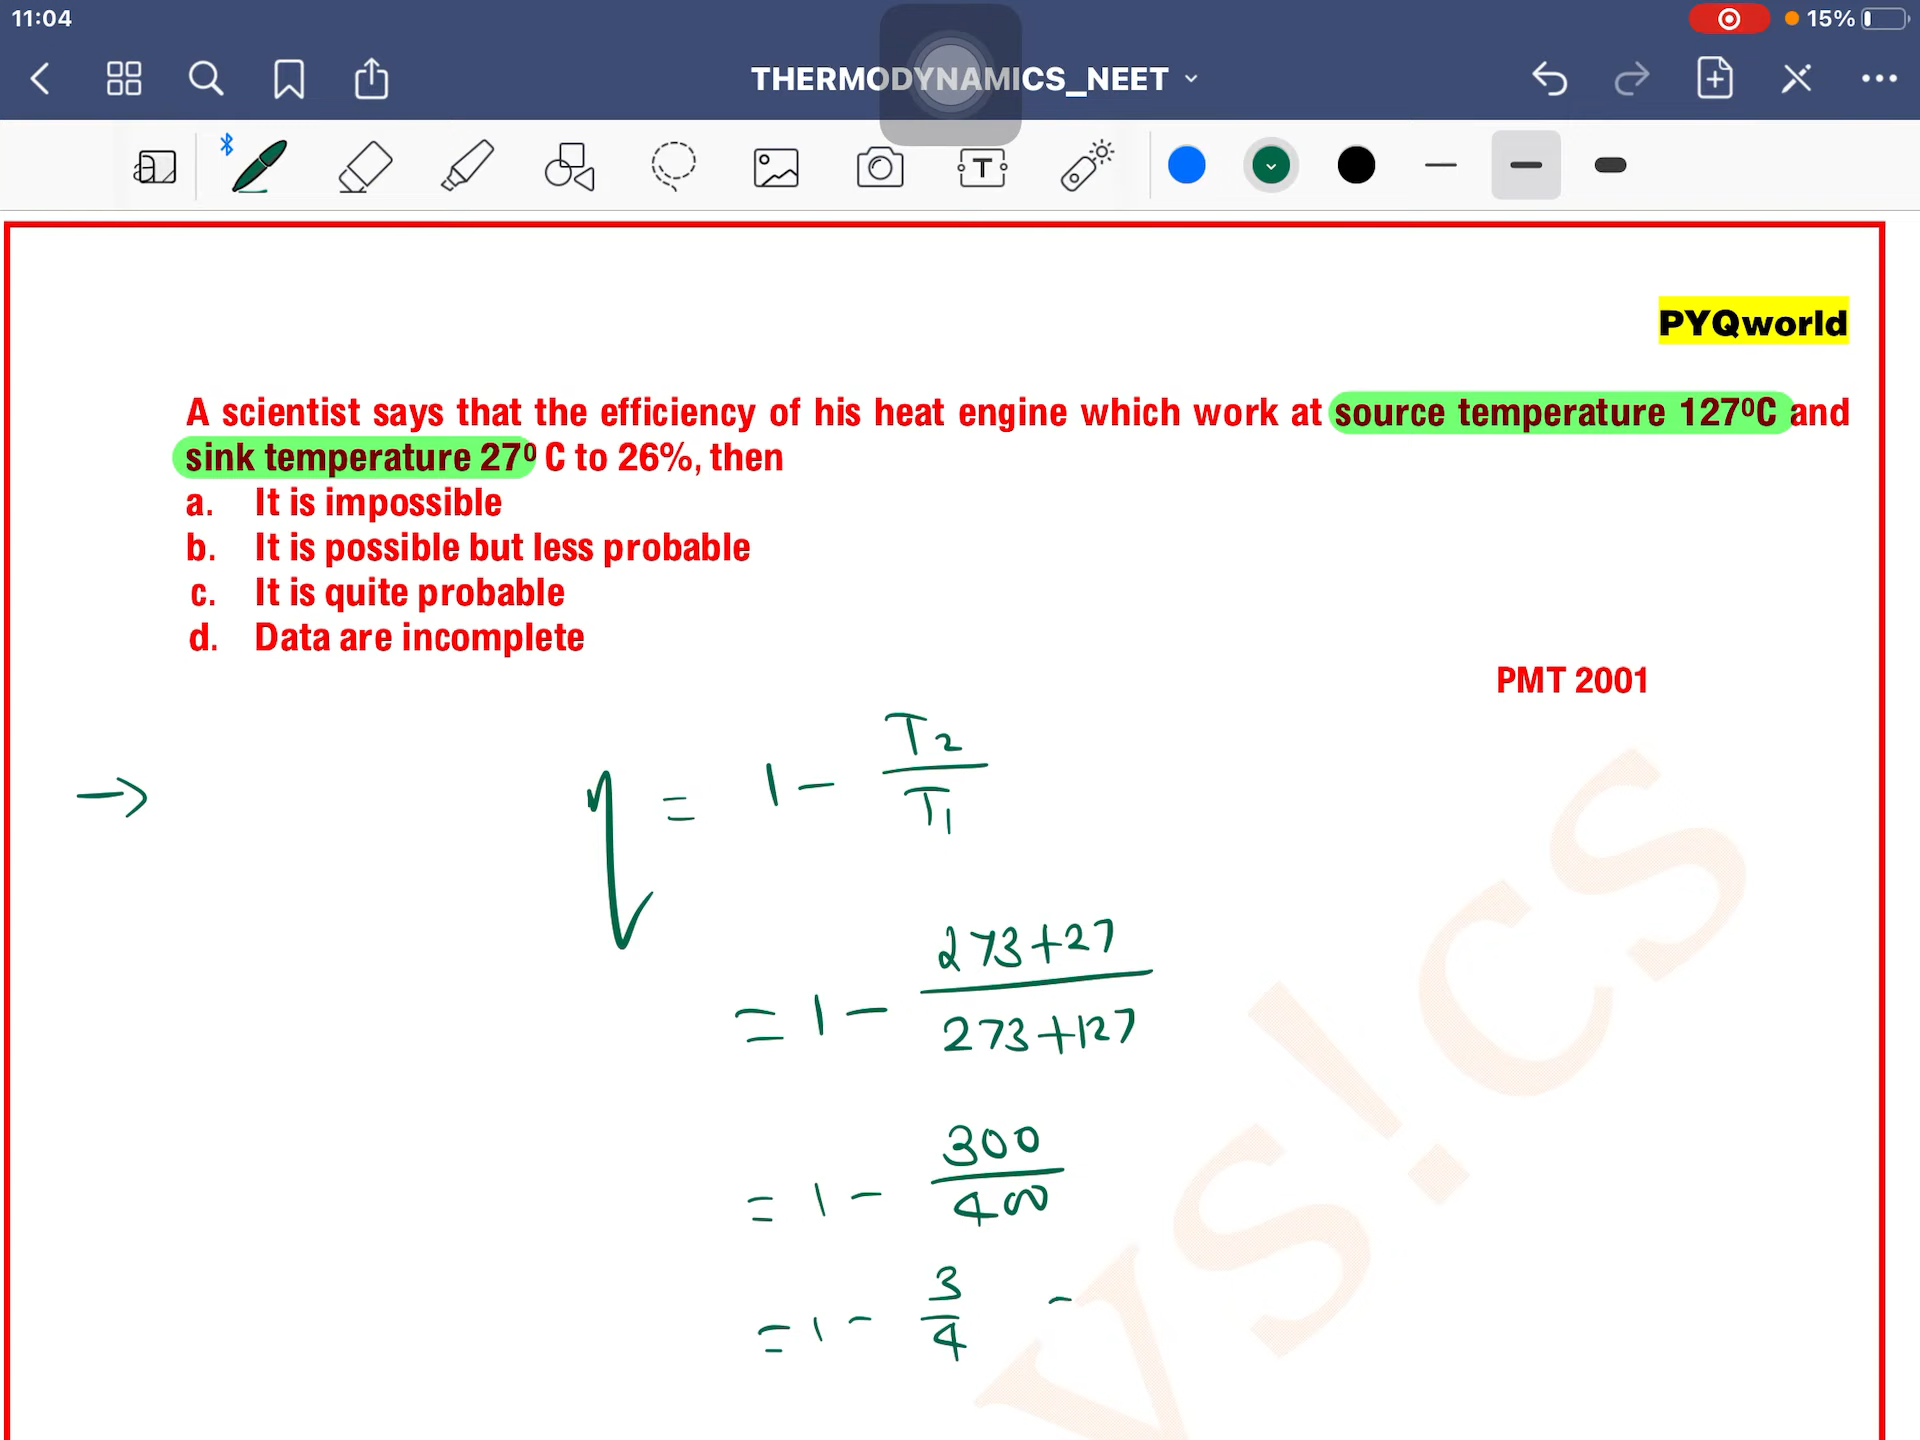 11:04
15%
THERMODYNAMICS_NEET
PYQworld
A scientist says that the efficiency of his heat engine which work at source temperature 127⁰C and
sink temperature 27⁰ C to 26%, then
a. It is impossible
b. It is possible but less probable
c. It is quite probable
d. Data are incomplete
PMT 2001
→ η = 1 - T₂/T₁
= 1 - (273+27)/(273+127)
= 1 - 300/400
= 1 - 3/4 -
vs!cs